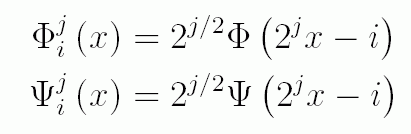 Φ_i^j (x) = 2^{j/2} Φ (2^j x − i)
Ψ_i^j (x) = 2^{j/2} Ψ (2^j x − i)